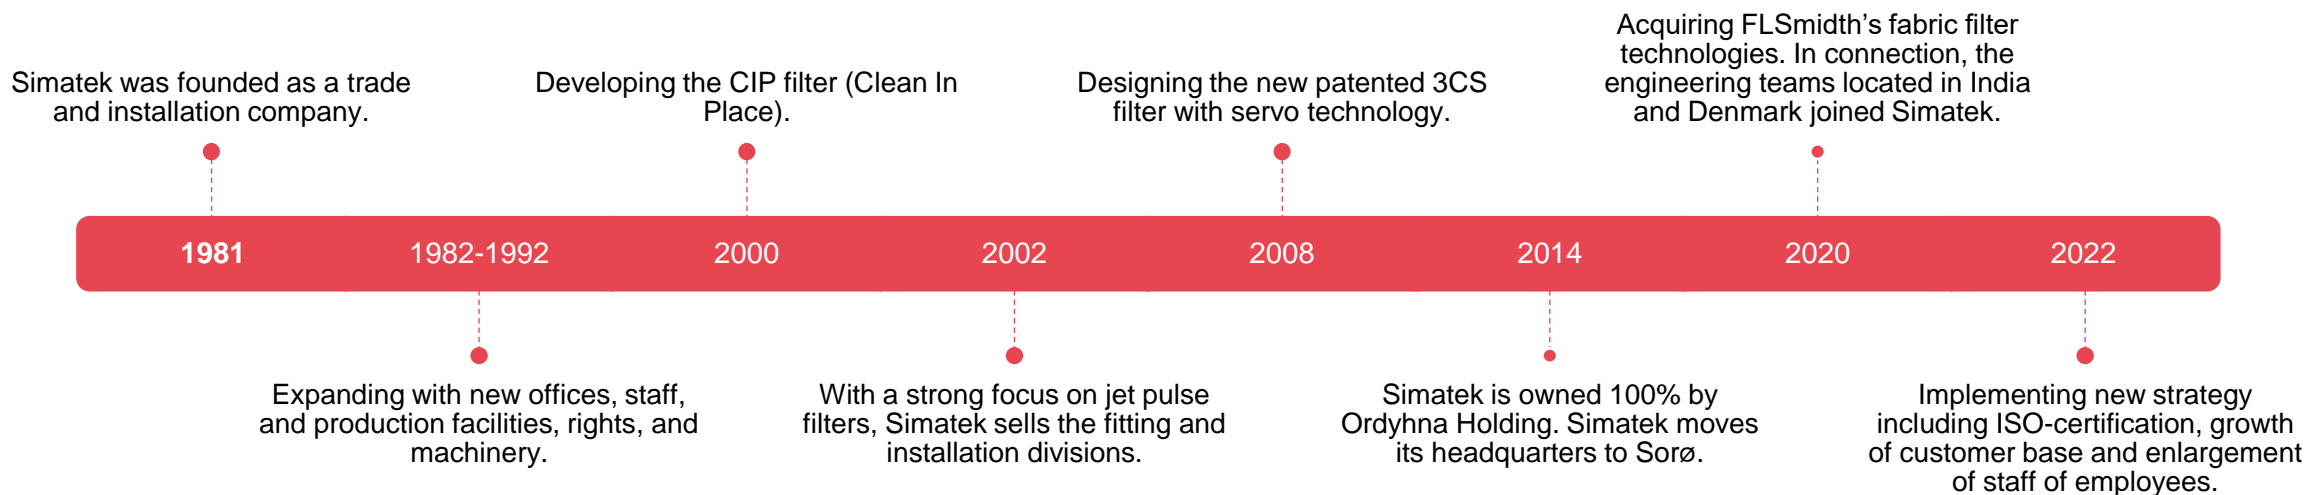 Simatek was founded as a trade
and installation company.
Developing the CIP filter (Clean In
Place).
Designing the new patented 3CS
filter with servo technology.
Acquiring FLSmidth’s fabric filter
technologies. In connection, the
engineering teams located in India
and Denmark joined Simatek.
1981
1982-1992
2000
2002
2008
2014
2020
2022
Expanding with new offices, staff,
and production facilities, rights, and
machinery.
With a strong focus on jet pulse
filters, Simatek sells the fitting and
installation divisions.
Simatek is owned 100% by
Ordyhna Holding. Simatek moves
its headquarters to Sorø.
Implementing new strategy
including ISO-certification, growth
of customer base and enlargement
of staff of employees.